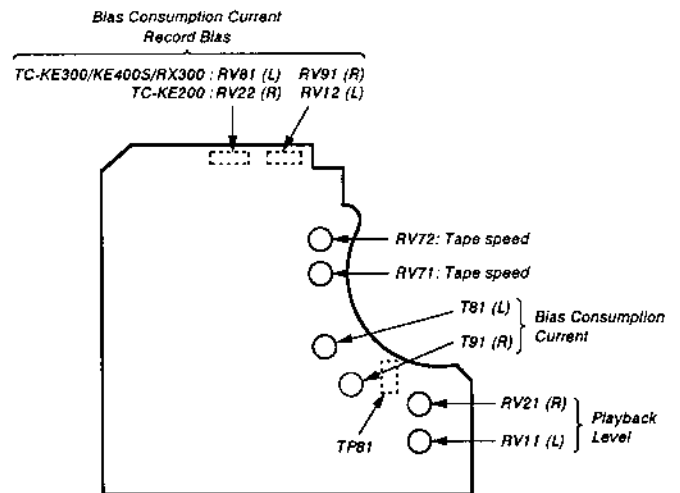 Bias Consumption Current
Record Bias
TC-KE300/KE400S/RX300 : RV81 (L) RV91 (R)
TC-KE200 : RV22 (R) RV12 (L)
RV72: Tape speed
RV71: Tape speed
T81 (L)
T91 (R)
Bias Consumption
Current
RV21 (R)
RV11 (L)
Playback
Level
TP81